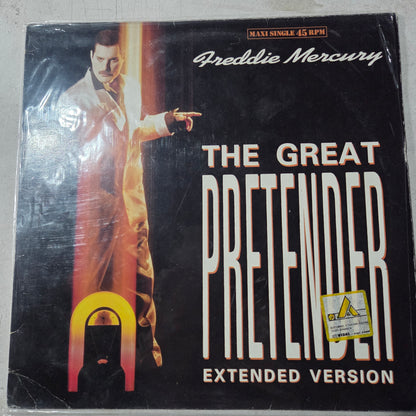 MAXI SINGLE 45 RPM
Freddie Mercury
THE GREAT
PRETENDER
EXTENDED VERSION